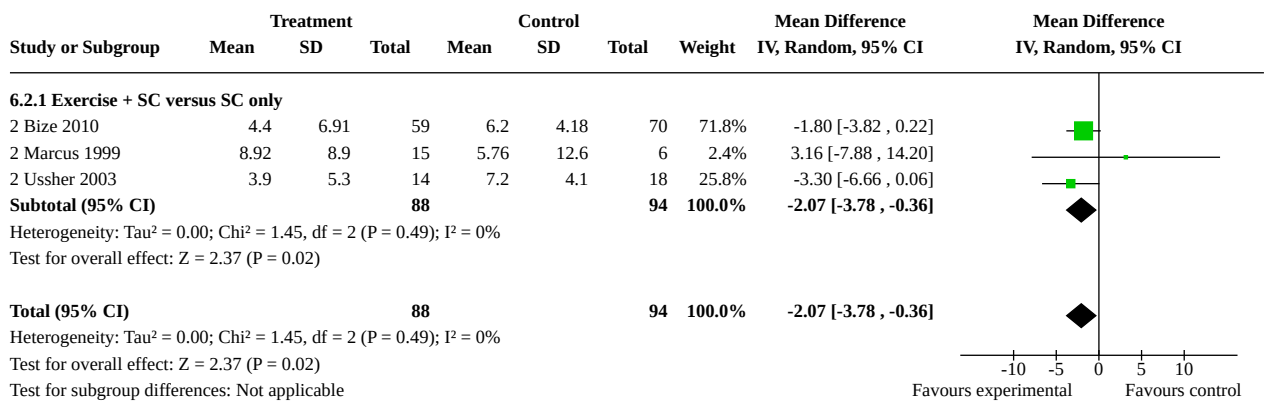 Treatment Control Mean Difference Mean Difference
Study or Subgroup Mean SD Total Mean SD Total Weight IV, Random, 95% CI IV, Random, 95% CI
6.2.1 Exercise + SC versus SC only
2 Bize 2010 4.4 6.91 59 6.2 4.18 70 71.8% -1.80 [-3.82 , 0.22]
2 Marcus 1999 8.92 8.9 15 5.76 12.6 6 2.4% 3.16 [-7.88 , 14.20]
2 Ussher 2003 3.9 5.3 14 7.2 4.1 18 25.8% -3.30 [-6.66 , 0.06]
Subtotal (95% CI) 88 94 100.0% -2.07 [-3.78 , -0.36]
Heterogeneity: Tau² = 0.00; Chi² = 1.45, df = 2 (P = 0.49); I² = 0%
Test for overall effect: Z = 2.37 (P = 0.02)
Total (95% CI) 88 94 100.0% -2.07 [-3.78 , -0.36]
Heterogeneity: Tau² = 0.00; Chi² = 1.45, df = 2 (P = 0.49); I² = 0%
Test for overall effect: Z = 2.37 (P = 0.02)
-10 -5 0 5 10
Test for subgroup differences: Not applicable
Favours experimental Favours control